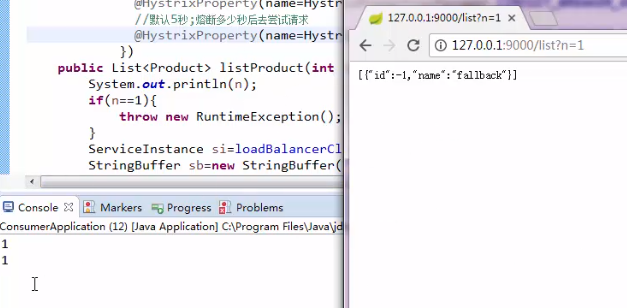 @HystrixProperty(name=Hystr
//默认5秒;熔断多少秒后去尝试请求
@HystrixProperty(name=Hystr
})
public List<Product> listProduct(int
System.out.println(n);
if(n==1){
throw new RuntimeException();
}
ServiceInstance si=loadBalancerCl
StringBuffer sb=new StringBuffer(
Console
Markers
Progress
Problems
ConsumerApplication (12) [Java Application] C:\Program Files\Java\jd
1
1
127.0.0.1:9000/list?n=1
127.0.0.1:9000/list?n=1
[{"id":-1,"name":"fallback"}]